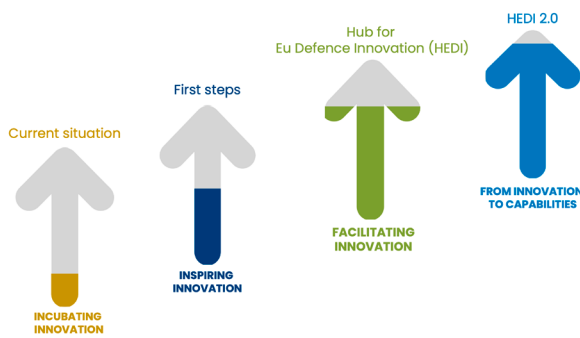 Current situation
INCUBATING
INNOVATION
First steps
INSPIRING
INNOVATION
Hub for
Eu Defence Innovation (HEDI)
FACILITATING
INNOVATION
HEDI 2.0
FROM INNOVATION
TO CAPABILITIES